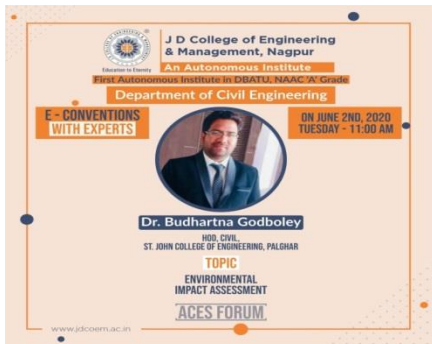 J D College of Engineering
& Management, Nagpur
An Autonomous Institute
Education to Eternity
First Autonomous Institute in DBATU, NAAC 'A' Grade
Department of Civil Engineering
E - CONVENTIONS
WITH EXPERTS
ON JUNE 2ND, 2020
TUESDAY - 11:00 AM
Dr. Budhartna Godboley
HOD, CIVIL,
ST. JOHN COLLEGE OF ENGINEERING, PALGHAR
TOPIC
ENVIRONMENTAL
IMPACT ASSESSMENT
ACES FORUM
www.jdcoem.ac.in